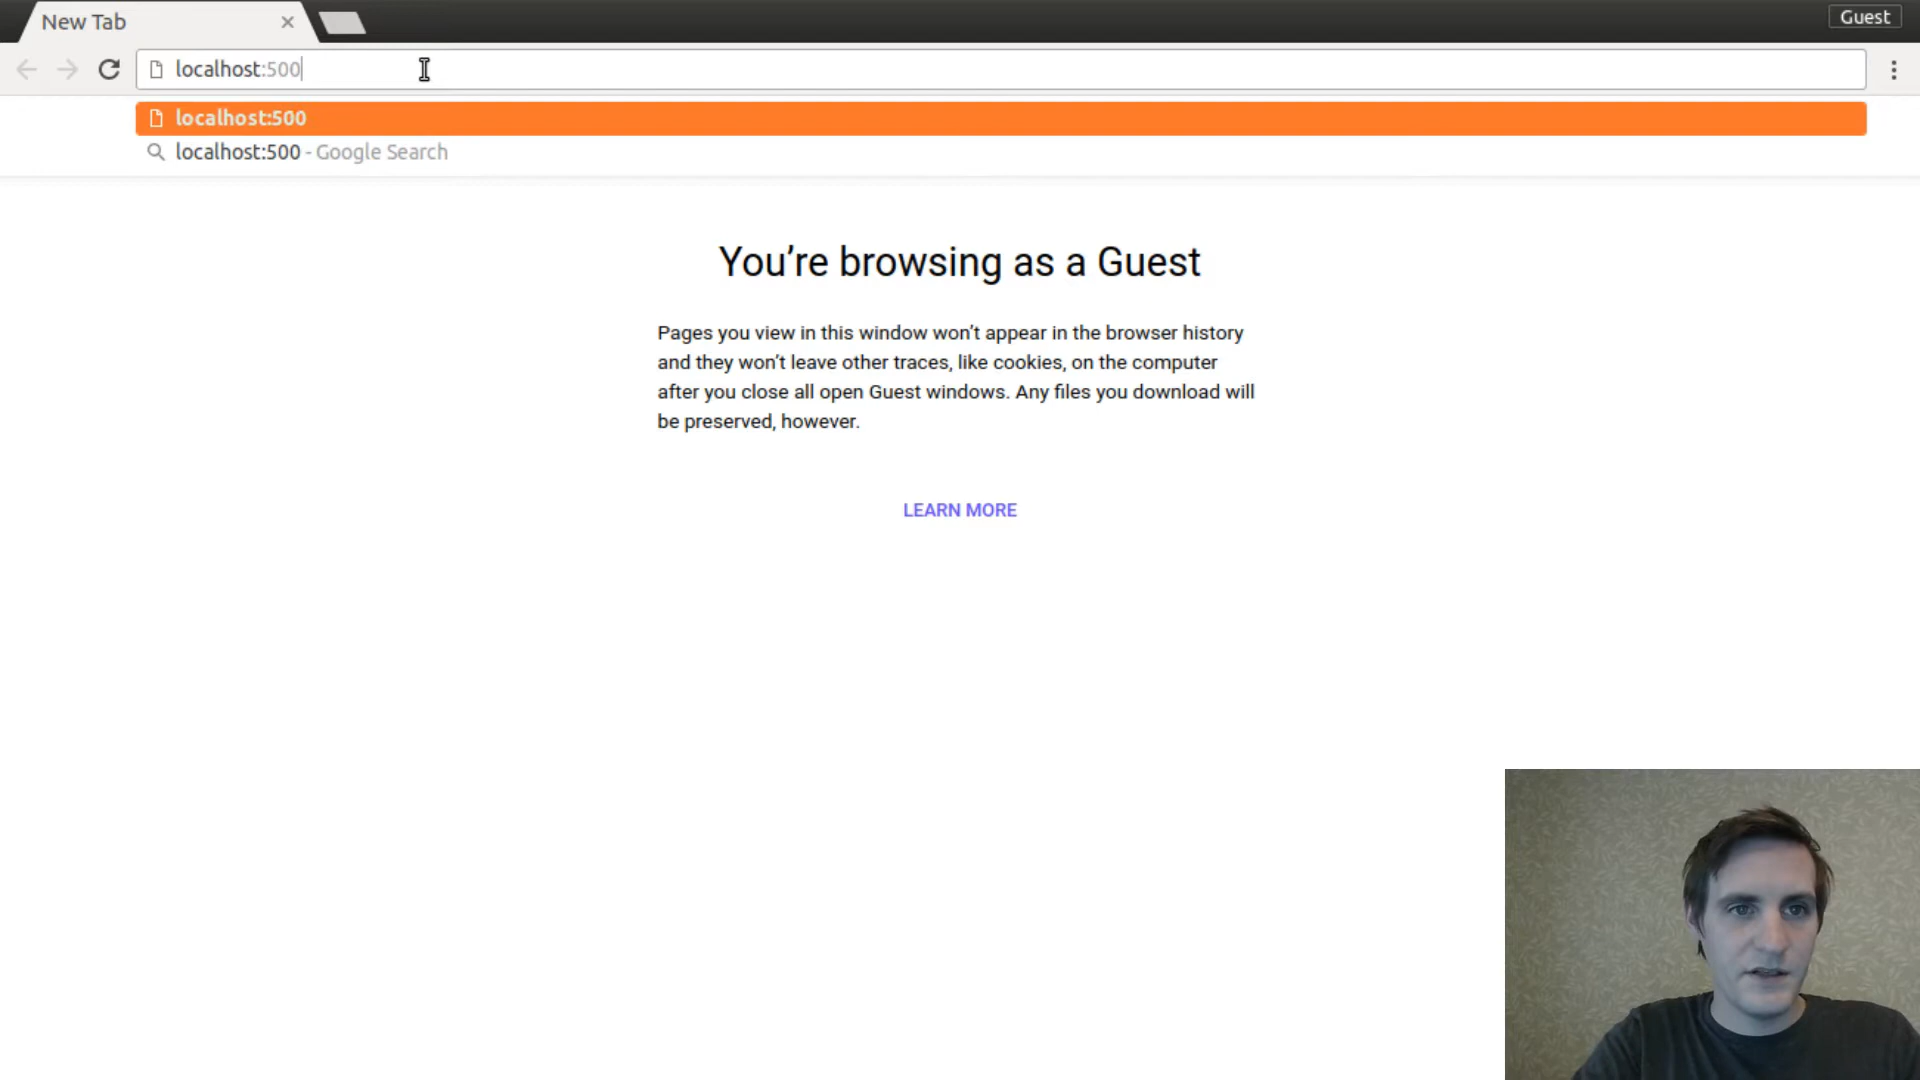 New Tab
Guest
localhost:500
localhost:500
localhost:500 - Google Search
You’re browsing as a Guest
Pages you view in this window won’t appear in the browser history
and they won’t leave other traces, like cookies, on the computer
after you close all open Guest windows. Any files you download will
be preserved, however.
LEARN MORE